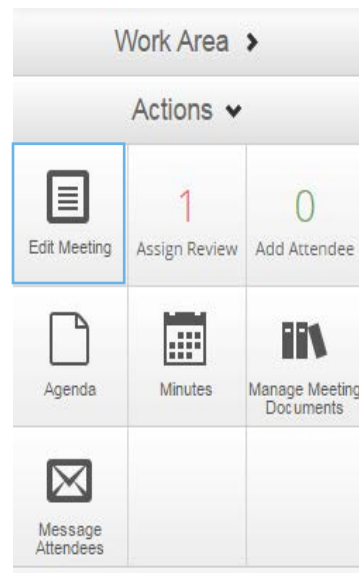 Work Area
Actions
1
0
Edit Meeting
Assign Review
Add Attendee
Agenda
Minutes
Manage Meeting
Documents
Message
Attendees